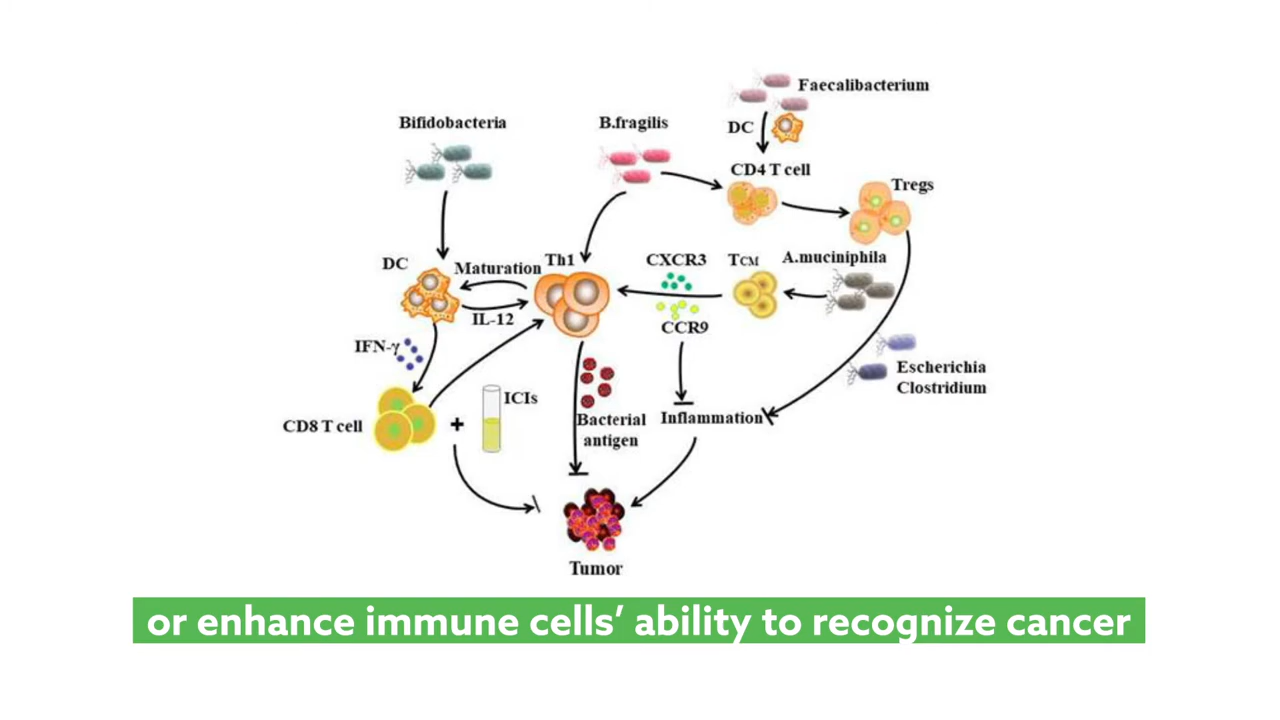 Faecalibacterium
Bifidobacteria
B.fragilis
DC
CD4 T cell
Tregs
DC
Maturation
Th1
CXCR3
TCM
A.muciniphila
IL-12
CCR9
IFN-γ
Escherichia
Clostridium
ICIs
CD8 T cell
+
Bacterial
antigen
Inflammation
Tumor
or enhance immune cells’ ability to recognize cancer